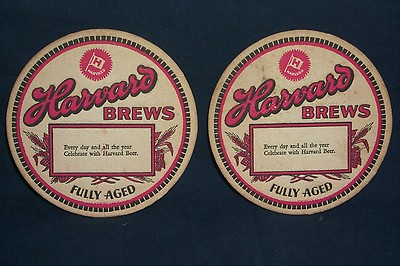 H
Harvard
BREWS
Every day and all the year
Celebrate with Harvard Beer.
FULLY AGED
H
Harvard
BREWS
Every day and all the year
Celebrate with Harvard Beer.
FULLY AGED